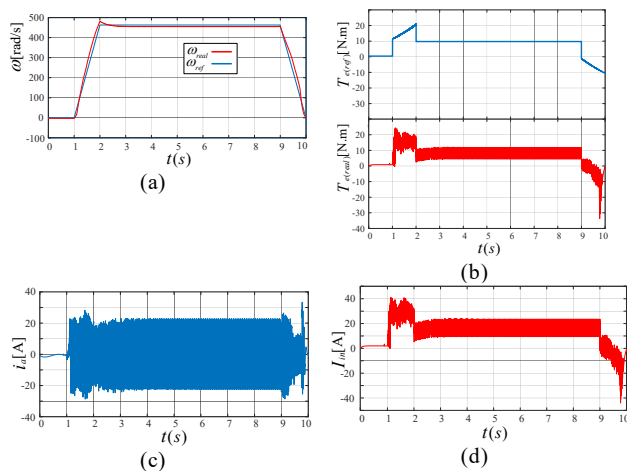 ω[rad/s]
500
400
300
200
100
0
-100
ω_real
ω_ref
0 1 2 3 4 5 6 7 8 9 10
t(s)
(a)
T_e(ref)[N.m]
30
20
10
0
-10
-20
-30
T_e(real)[N.m]
20
10
0
-10
-20
-30
-40
0 1 2 3 4 5 6 7 8 9 10
t(s)
(b)
i_a[A]
40
20
0
-20
-40
0 1 2 3 4 5 6 7 8 9 10
t(s)
(c)
I_in[A]
40
20
0
-20
-40
0 1 2 3 4 5 6 7 8 9 10
t(s)
(d)